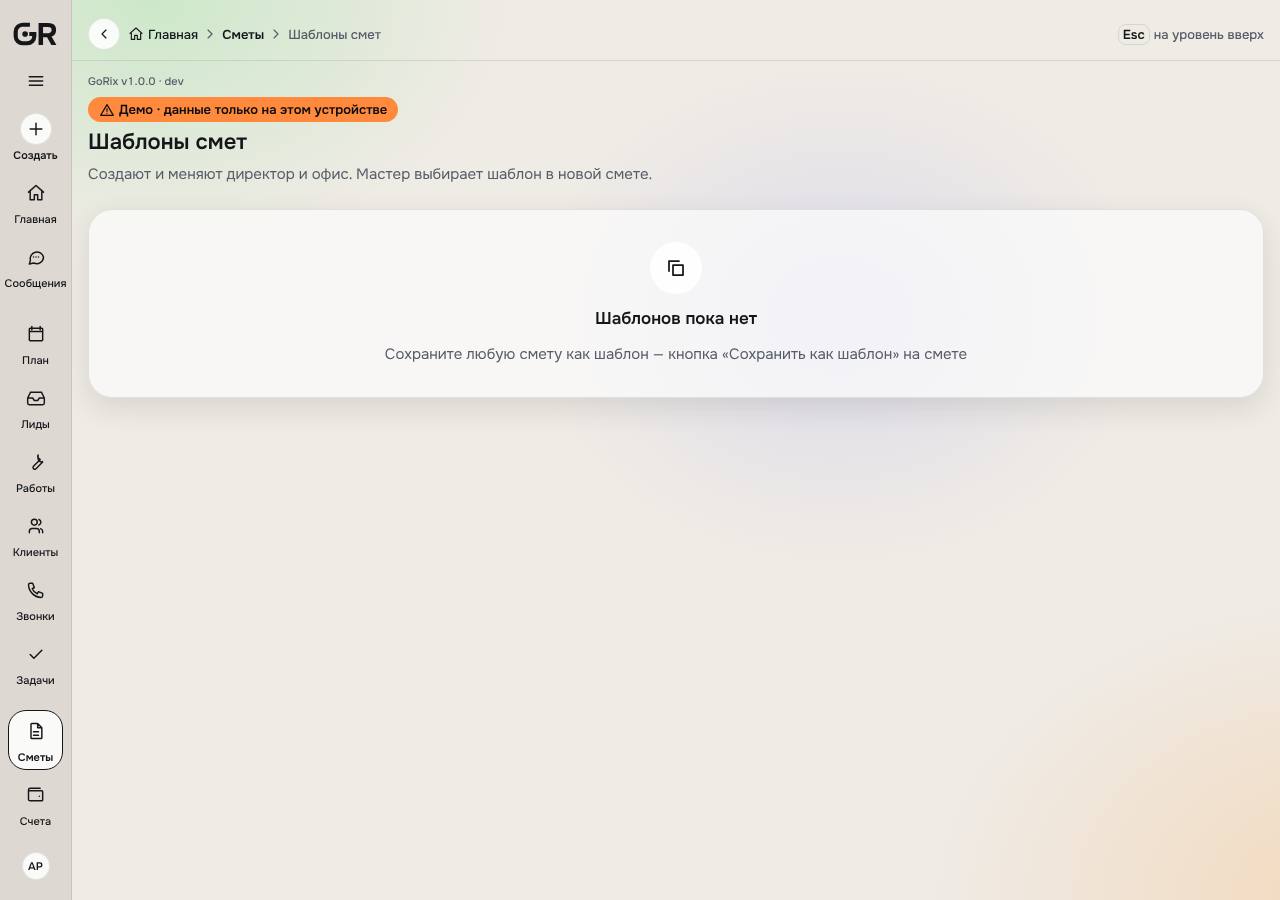 GR
Главная
Сметы
Шаблоны смет
Esc на уровень вверх
GoRix v1.0.0 · dev
Демо · данные только на этом устройстве
Шаблоны смет
Создают и меняют директор и офис. Мастер выбирает шаблон в новой смете.
Шаблонов пока нет
Сохраните любую смету как шаблон — кнопка «Сохранить как шаблон» на смете
Создать
Главная
Сообщения
План
Лиды
Работы
Клиенты
Звонки
Задачи
Сметы
Счета
АР